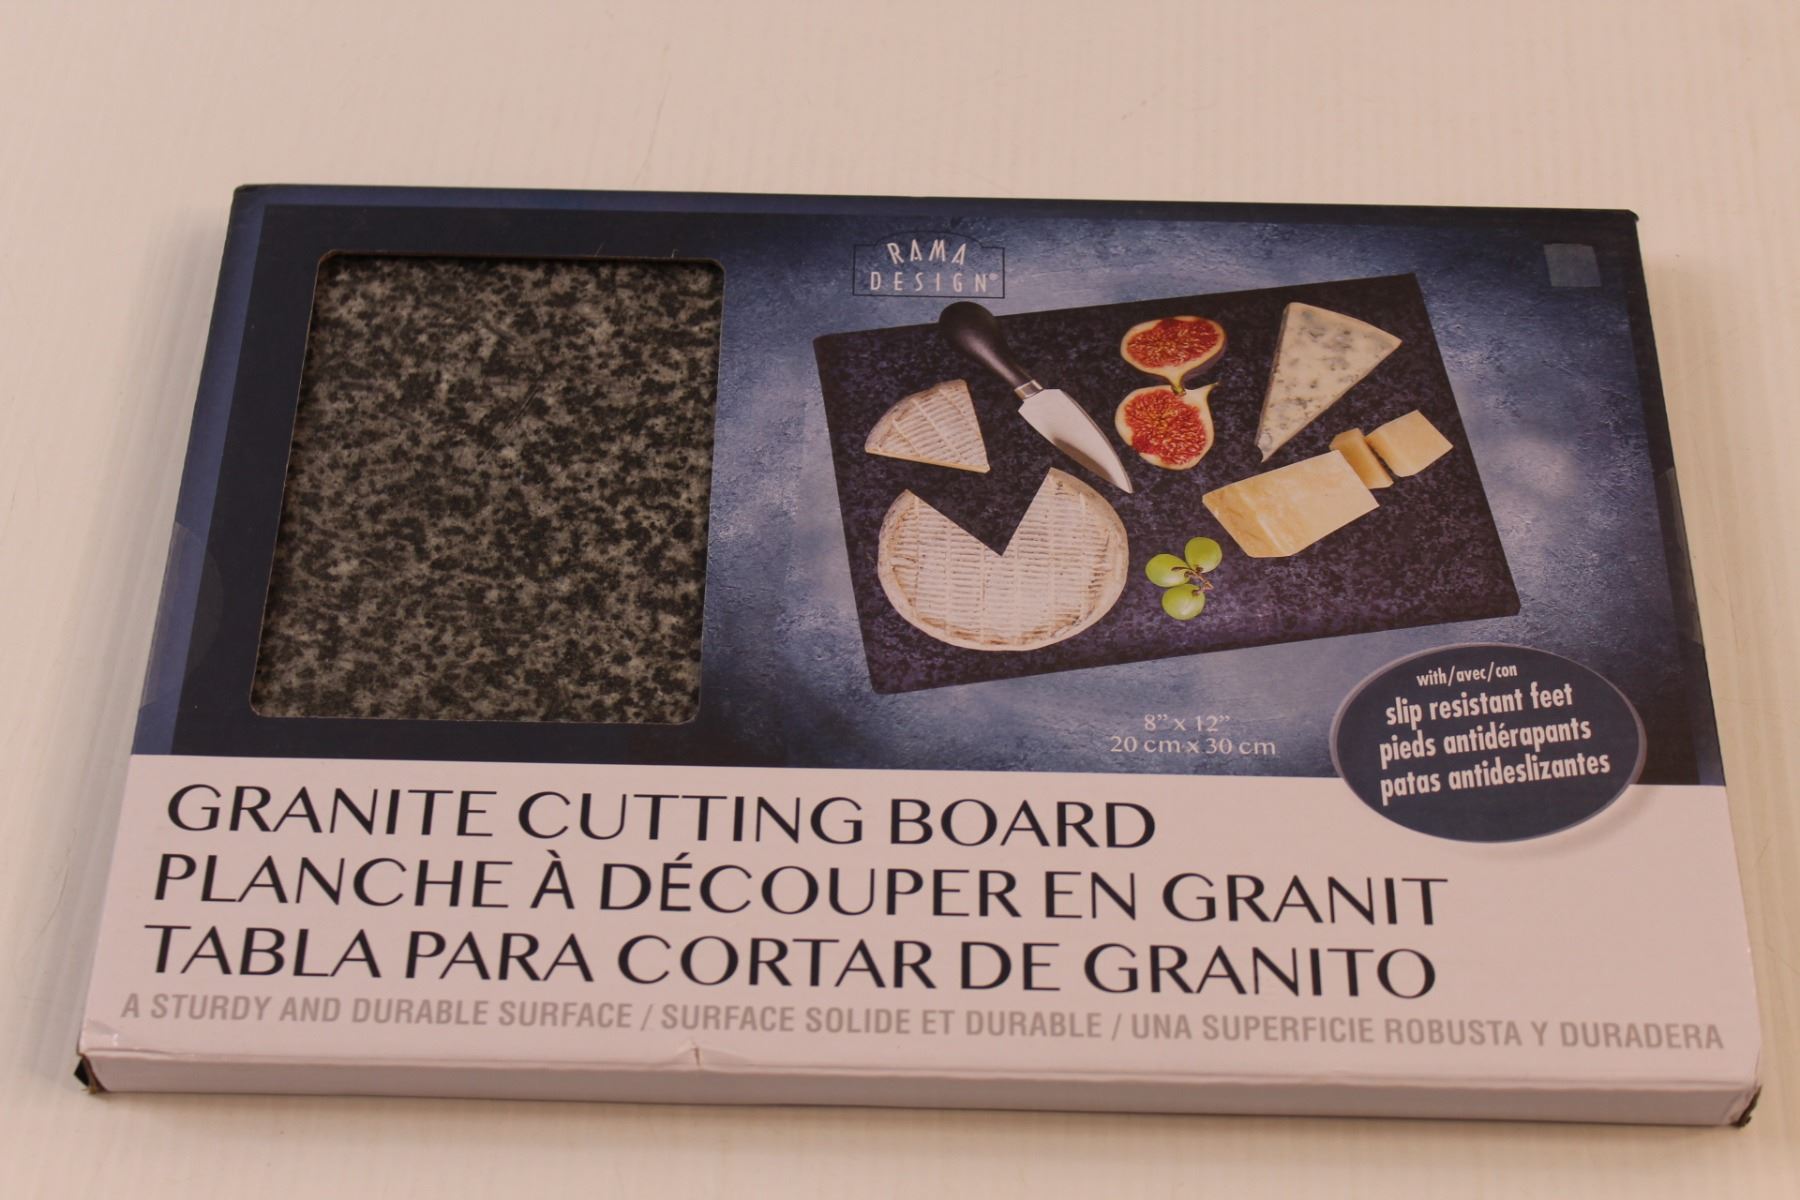 RAMA
DESIGN®
8" x 12"
20 cm x 30 cm
with/avec/con
slip resistant feet
pieds antidérapants
patas antideslizantes
GRANITE CUTTING BOARD
PLANCHE À DÉCOUPER EN GRANIT
TABLA PARA CORTAR DE GRANITO
A STURDY AND DURABLE SURFACE / SURFACE SOLIDE ET DURABLE / UNA SUPERFICIE ROBUSTA Y DURADERA